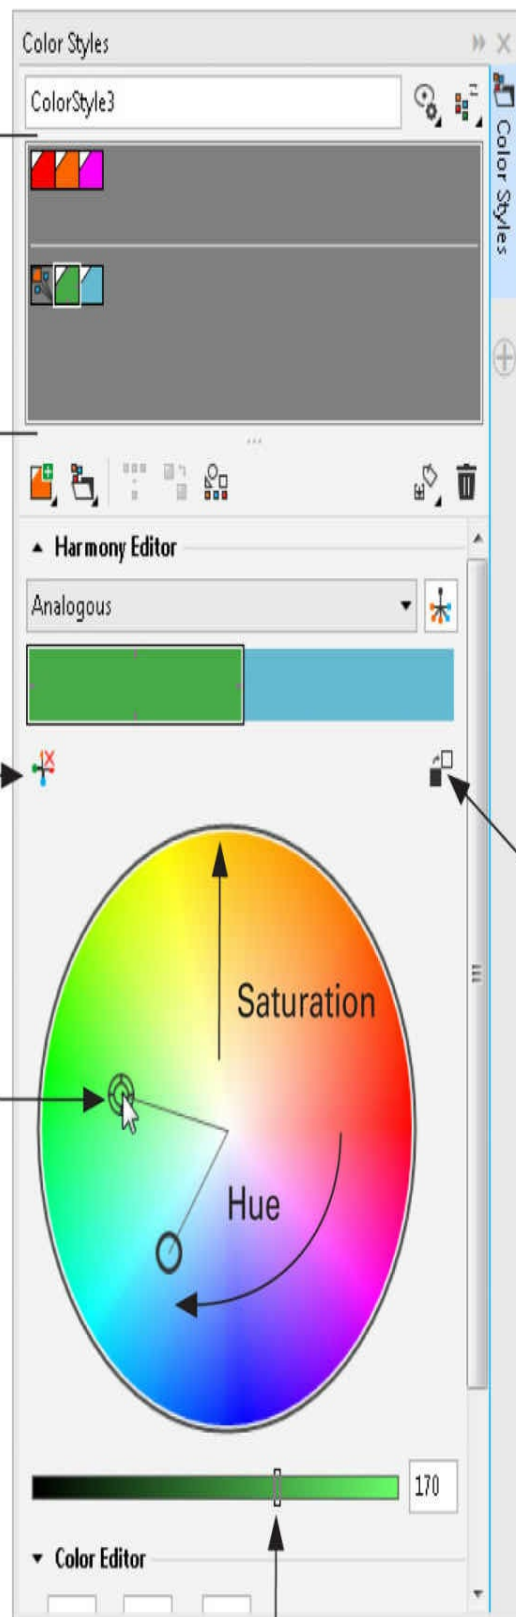 Color Styles
ColorStyle3
Color Styles
Harmony Editor
Analogous
Saturation
Hue
170
Color Editor